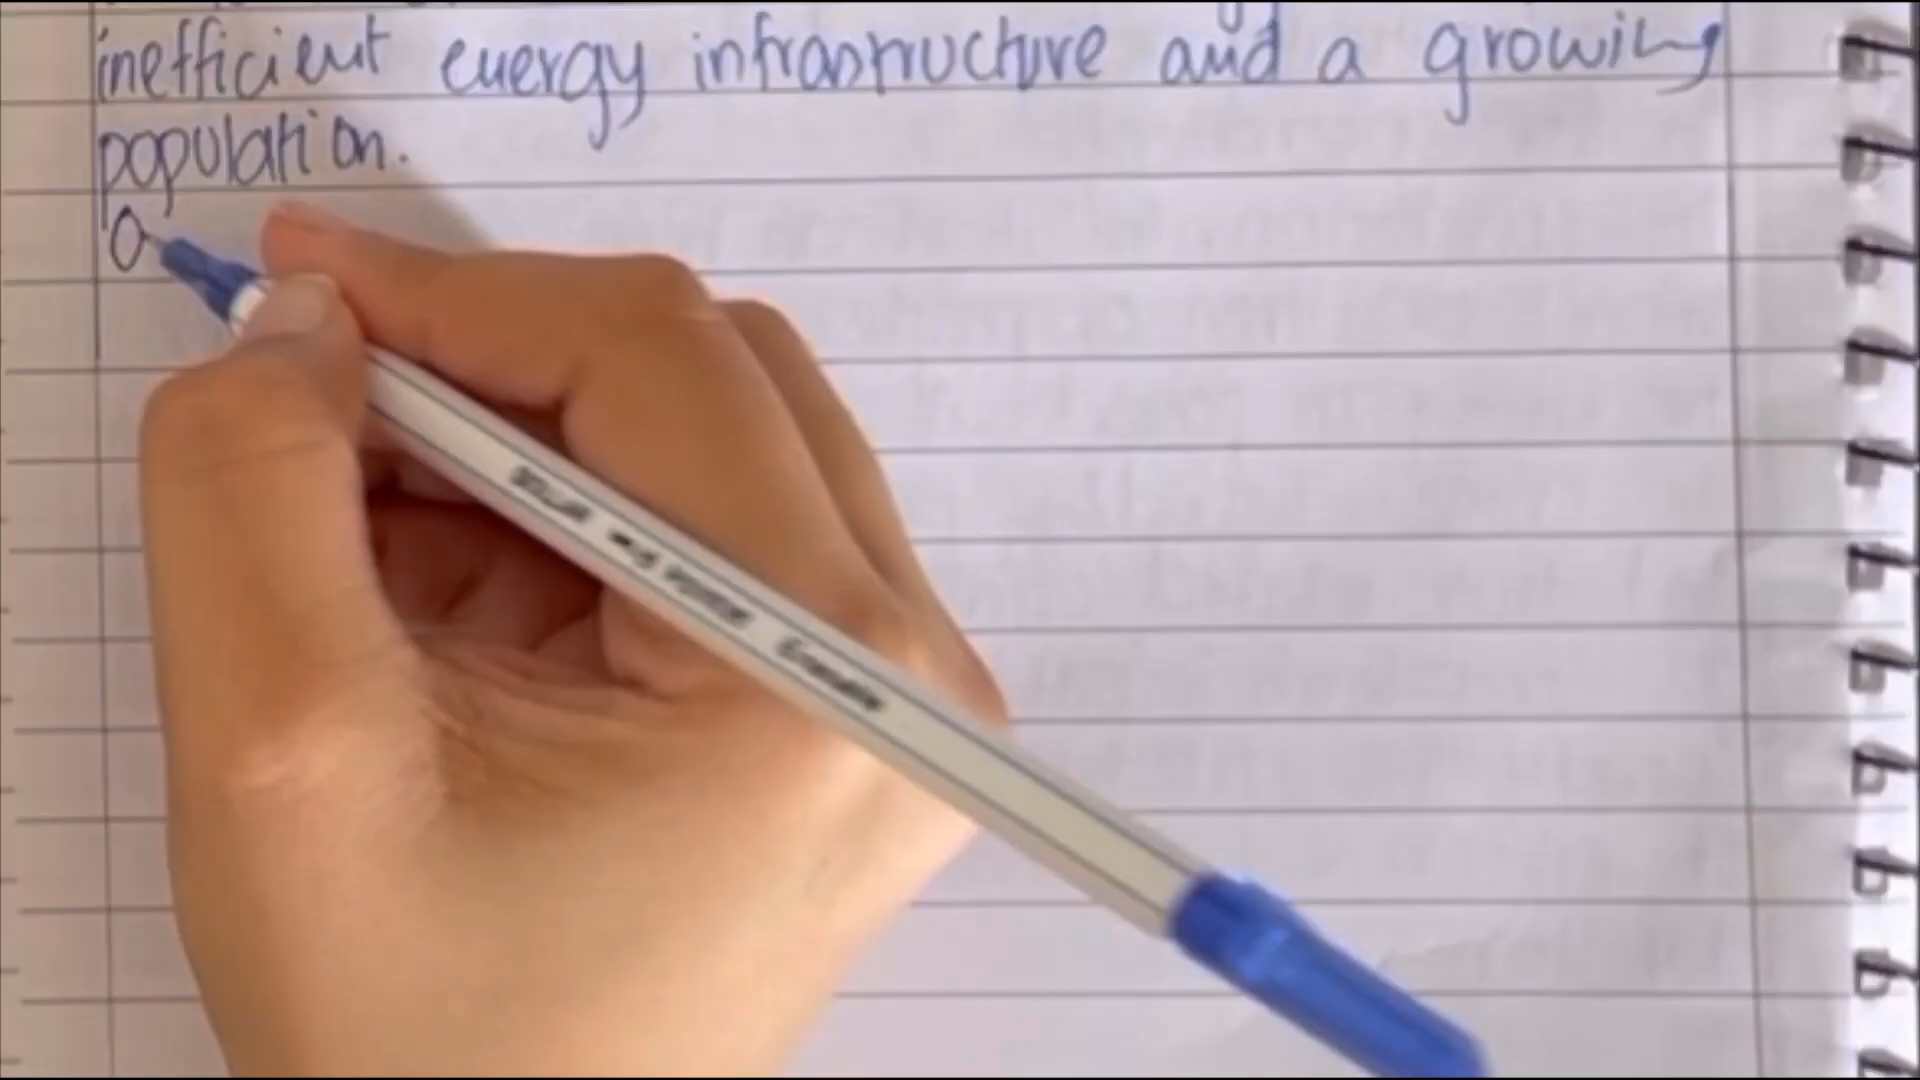 inefficient energy infrastructure and a growing
population.
O